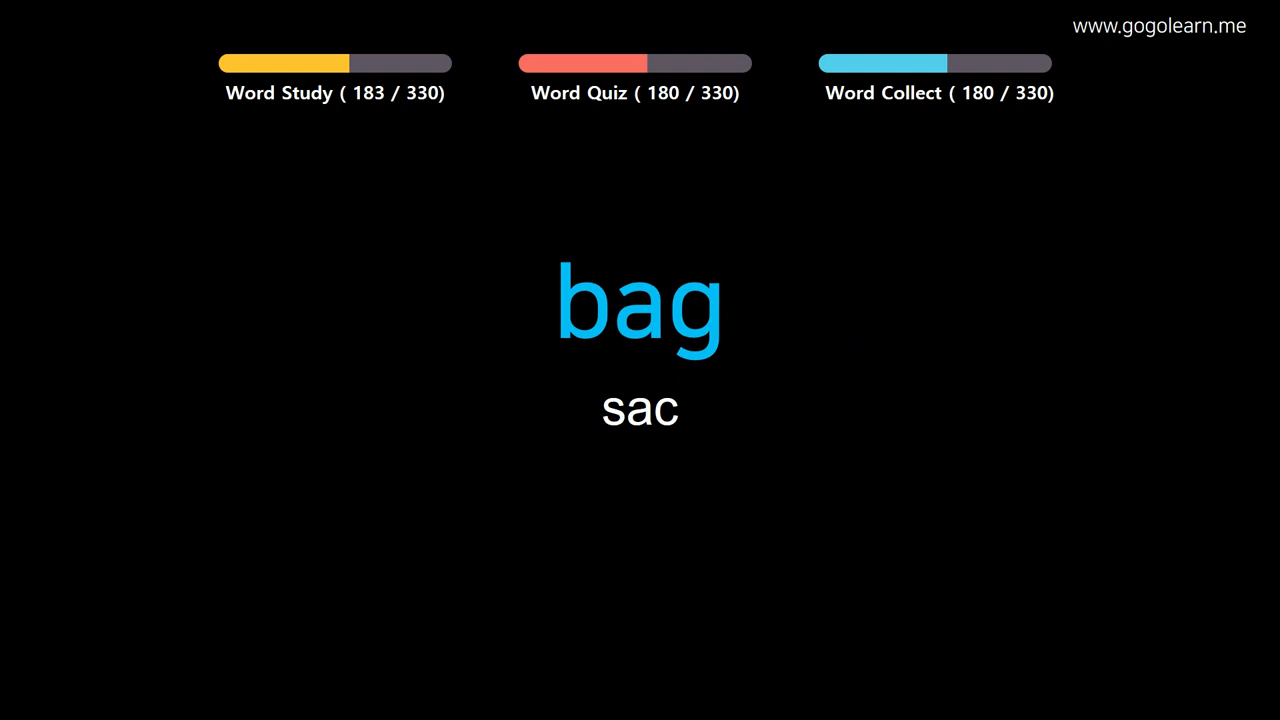 www.gogolearn.me
Word Study ( 183 / 330)
Word Quiz ( 180 / 330)
Word Collect ( 180 / 330)
bag
sac